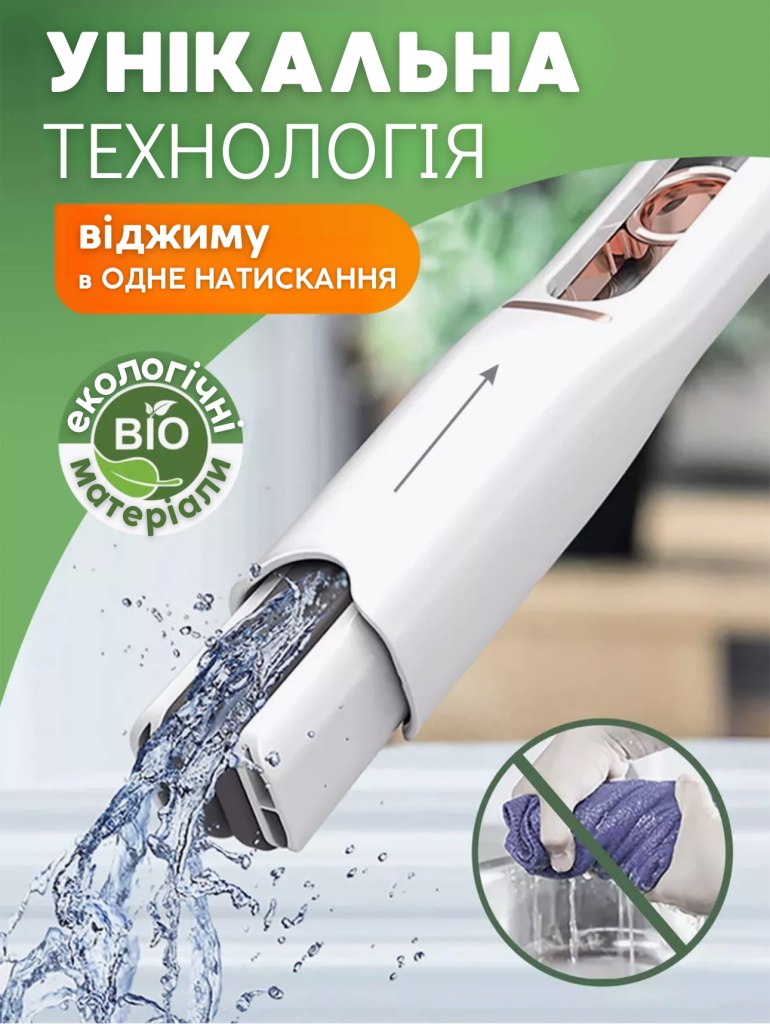 УНІКАЛЬНА
ТЕХНОЛОГІЯ
віджиму
в ОДНЕ НАТИСКАННЯ
екологічні
BIO
матеріали